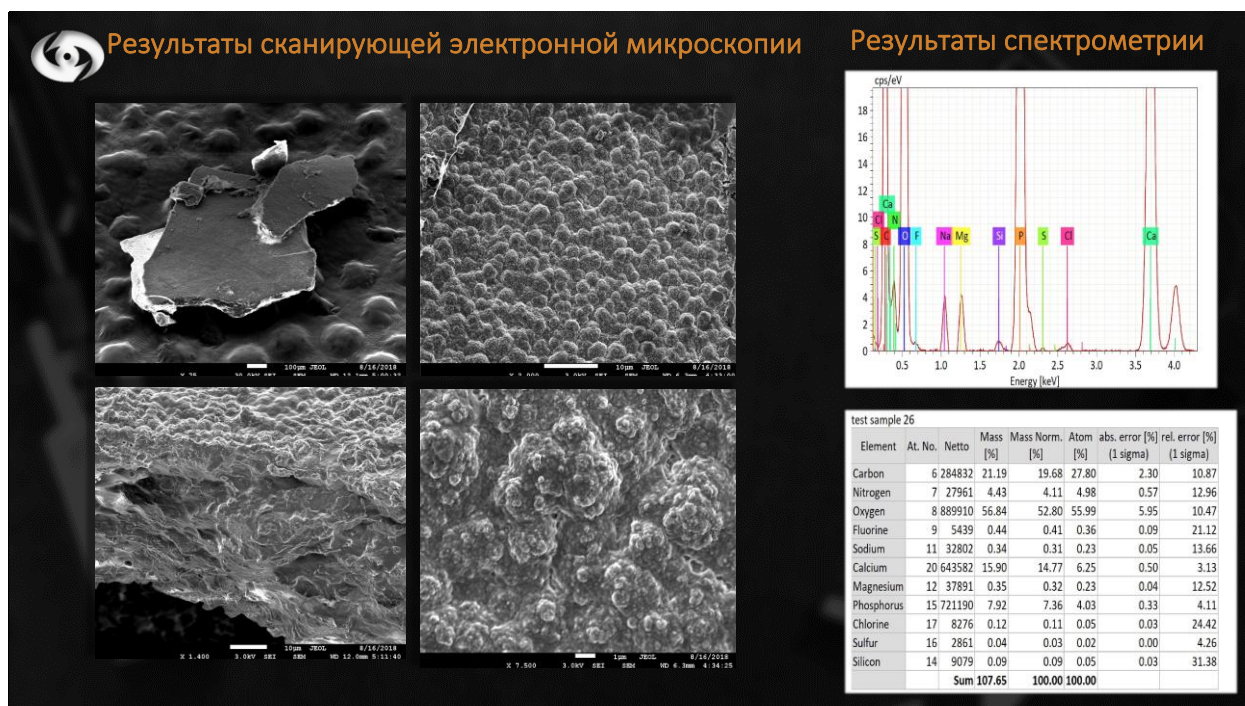 Результаты сканирующей электронной микроскопии
Результаты спектрометрии
100µm JEOL 8/16/2018
X 2.000 3.0kV SEI SEM WD 6.3mm 4:33:00
10µm JEOL 8/16/2018
X 1.400 3.0kV SEI SEM WD 12.0mm 5:11:40
10µm JEOL 8/16/2018
X 7.500 3.0kV SEI SEM WD 6.3mm 4:34:25
1µm JEOL 8/16/2018
cps/eV
18
16
14
12
10
8
6
4
2
0
Ca
Cl N
S C O F Na Mg Si P S Cl Ca
0.5 1.0 1.5 2.0 2.5 3.0 3.5 4.0
Energy [keV]
test sample 26
Element At. No. Netto Mass [%] Mass Norm. [%] Atom [%] abs. error [%] (1 sigma) rel. error [%] (1 sigma)
Carbon 6 284832 21.19 19.68 27.80 2.30 10.87
Nitrogen 7 27961 4.43 4.11 4.98 0.57 12.96
Oxygen 8 889910 56.84 52.80 55.99 5.95 10.47
Fluorine 9 5439 0.44 0.41 0.36 0.09 21.12
Sodium 11 32802 0.34 0.31 0.23 0.05 13.66
Calcium 20 643582 15.90 14.77 6.25 0.50 3.13
Magnesium 12 37891 0.35 0.32 0.23 0.04 12.52
Phosphorus 15 721190 7.92 7.36 4.03 0.33 4.11
Chlorine 17 8276 0.12 0.11 0.05 0.03 24.42
Sulfur 16 2861 0.04 0.03 0.02 0.00 4.26
Silicon 14 9079 0.09 0.09 0.05 0.03 31.38
Sum 107.65 100.00 100.00